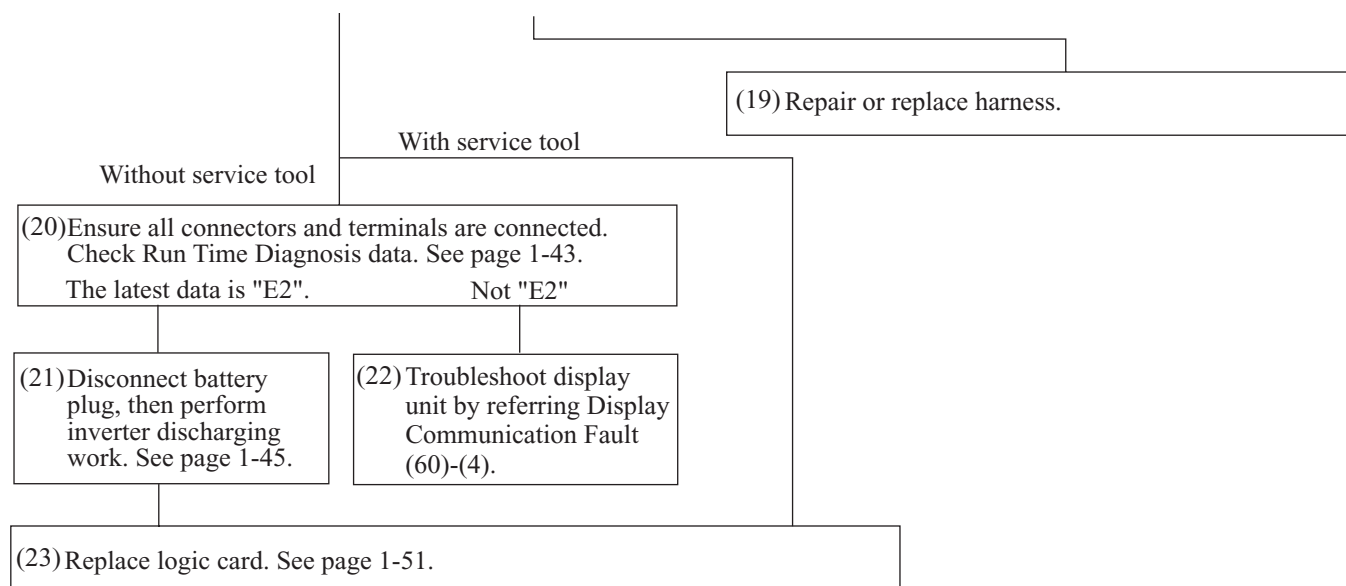 (19) Repair or replace harness.
With service tool
Without service tool
(20) Ensure all connectors and terminals are connected.
Check Run Time Diagnosis data. See page 1-43.
The latest data is "E2". Not "E2"
(21) Disconnect battery
plug, then perform
inverter discharging
work. See page 1-45.
(22) Troubleshoot display
unit by referring Display
Communication Fault
(60)-(4).
(23) Replace logic card. See page 1-51.